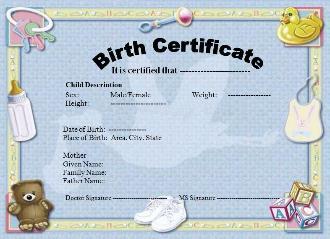 Birth Certificate
It is certified that ----------------------
Child Description
Sex: Male/Female Weight: ----------------
Height: --------------------
Date of Birth: --------------
Place of Birth: Area, City, State
Mother
Given Name:
Family Name:
Father Name:
Doctor Signature -------------------- MS Signature --------------------